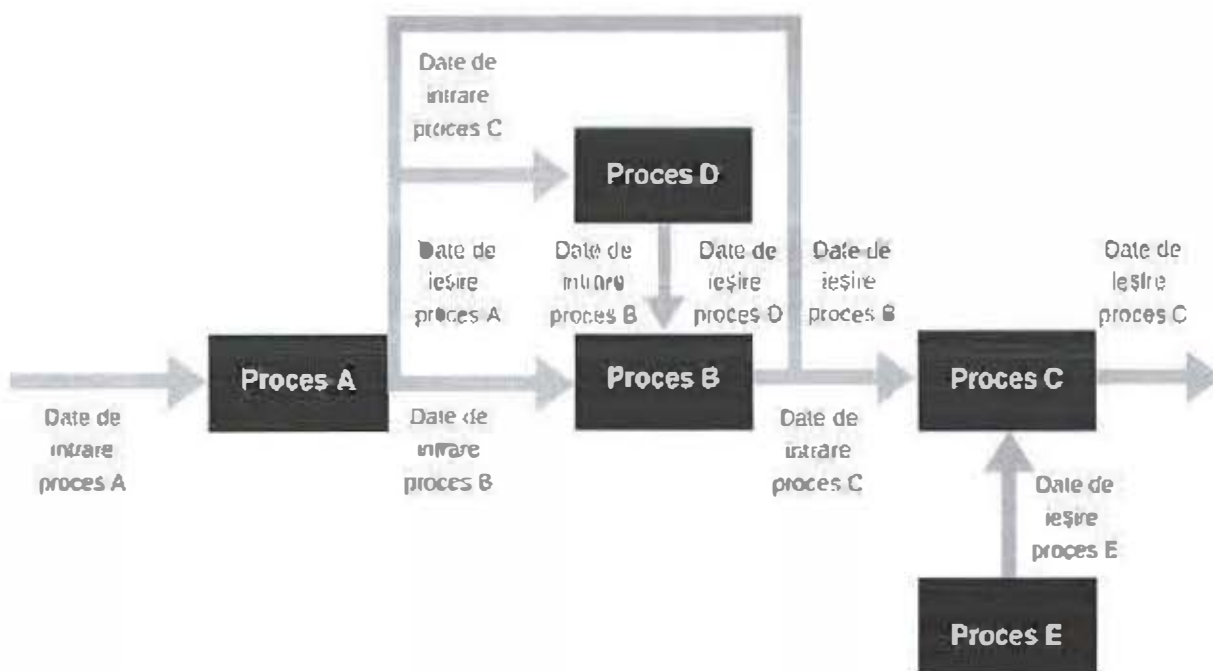 Date de
intrare
proces C
Proces D
Date de
ieșire
proces A
Date de
intrare
proces B
Date de
ieșire
proces D
Date de
ieșire
proces B
Date de
ieșire
proces C
Proces A
Proces B
Proces C
Date de
intrare
proces A
Date de
intrare
proces B
Date de
intrare
proces C
Date de
ieșire
proces E
Proces E